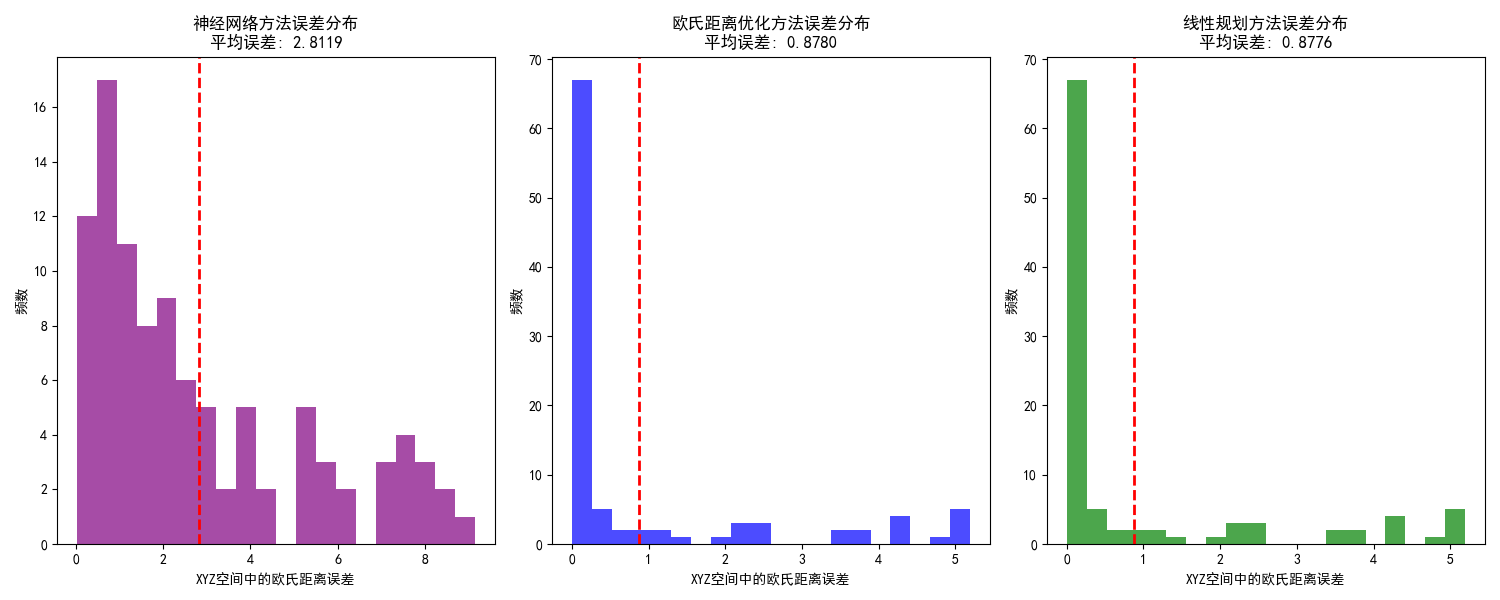 神经网络方法误差分布
平均误差: 2.8119
频数
16
14
12
10
8
6
4
2
0
0 2 4 6 8
XYZ空间中的欧氏距离误差
欧氏距离优化方法误差分布
平均误差: 0.8780
频数
70
60
50
40
30
20
10
0
0 1 2 3 4 5
XYZ空间中的欧氏距离误差
线性规划方法误差分布
平均误差: 0.8776
频数
70
60
50
40
30
20
10
0
0 1 2 3 4 5
XYZ空间中的欧氏距离误差